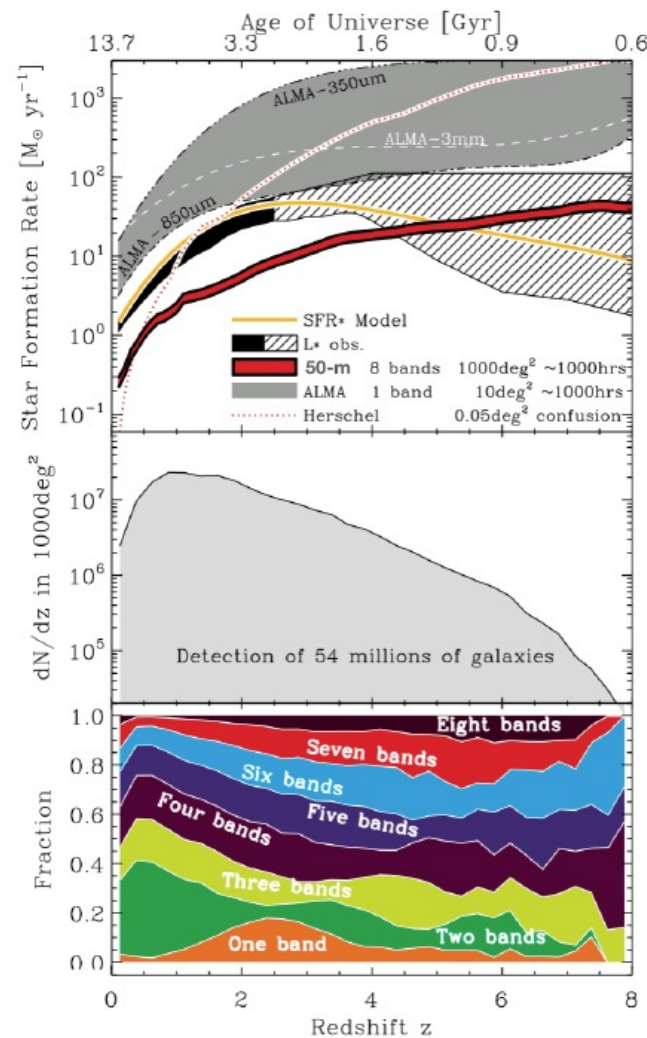 Age of Universe [Gyr]
13.7 3.3 1.6 0.9 0.6
Star Formation Rate [M⊙ yr⁻¹]
10³
10²
10¹
10⁰
10⁻¹
ALMA-350um
ALMA-3mm
ALMA-850um
SFR* Model
L* obs.
50-m 8 bands 1000deg² ~1000hrs
ALMA 1 band 10deg² ~1000hrs
Herschel 0.05deg² confusion
dN/dz in 1000deg²
10⁷
10⁶
10⁵
Detection of 54 millions of galaxies
Fraction
1.0
0.8
0.6
0.4
0.2
0.0
Eight bands
Seven bands
Six bands
Five bands
Four bands
Three bands
Two bands
One band
0 2 4 6 8
Redshift z